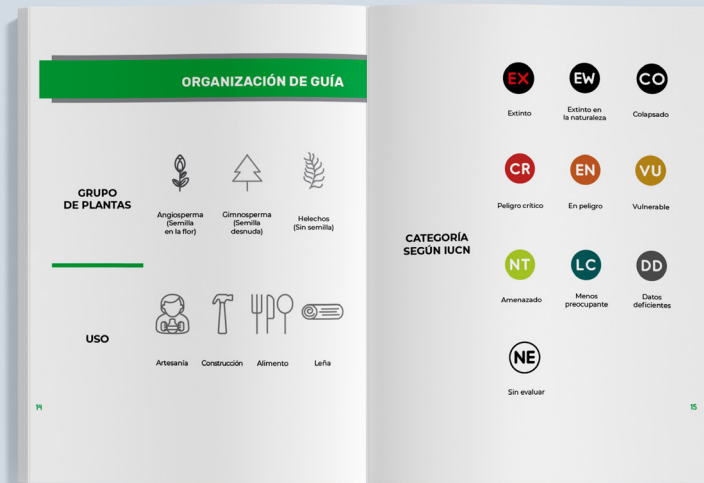 ORGANIZACIÓN DE GUÍA
GRUPO
DE PLANTAS
Angiosperma
(Semilla
en la flor)
Gimnosperma
(Semilla
desnuda)
Helechos
(Sin semilla)
USO
Artesanía
Construcción
Alimento
Leña
14
CATEGORÍA
SEGÚN IUCN
EX
Extinto
EW
Extinto en
la naturaleza
CO
Colapsado
CR
Peligro crítico
EN
En peligro
VU
Vulnerable
NT
Amenazado
LC
Menos
preocupante
DD
Datos
deficientes
NE
Sin evaluar
15